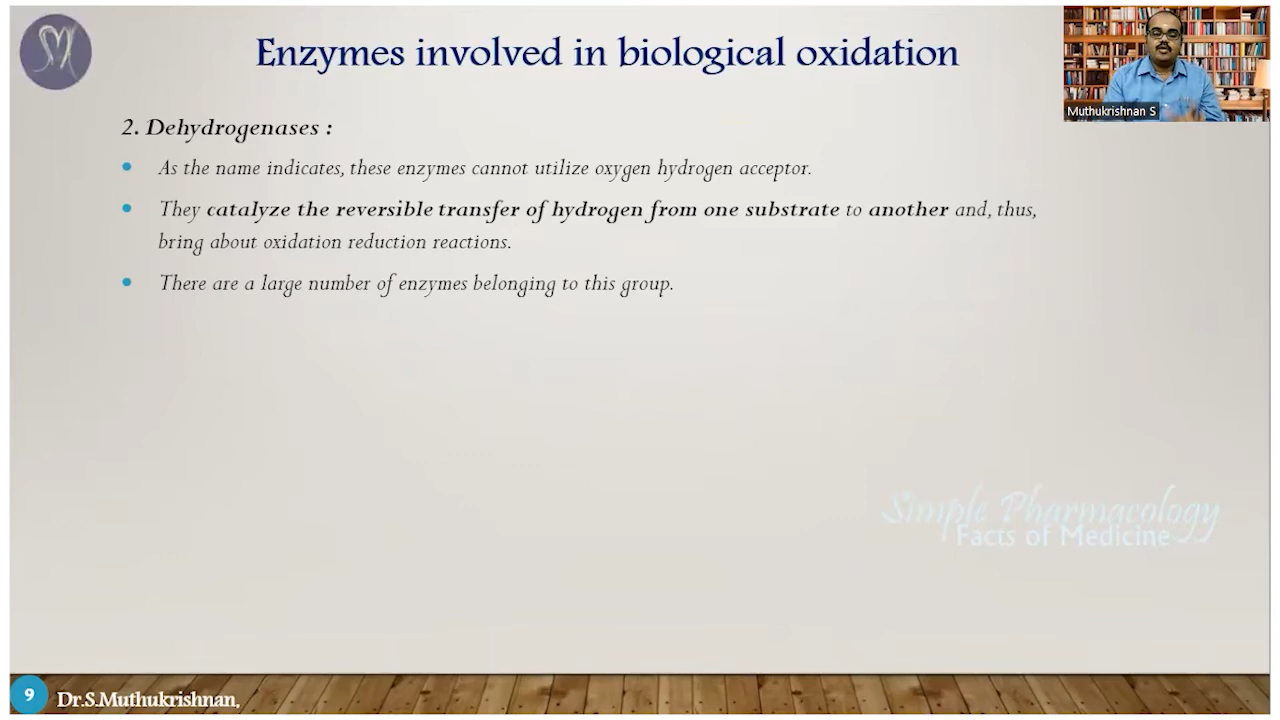 Enzymes involved in biological oxidation
Muthukrishnan S
2. Dehydrogenases :
As the name indicates, these enzymes cannot utilize oxygen hydrogen acceptor.
They catalyze the reversible transfer of hydrogen from one substrate to another and, thus,
bring about oxidation reduction reactions.
There are a large number of enzymes belonging to this group.
Simple Pharmacology
Facts of Medicine
9
Dr.S.Muthukrishnan,